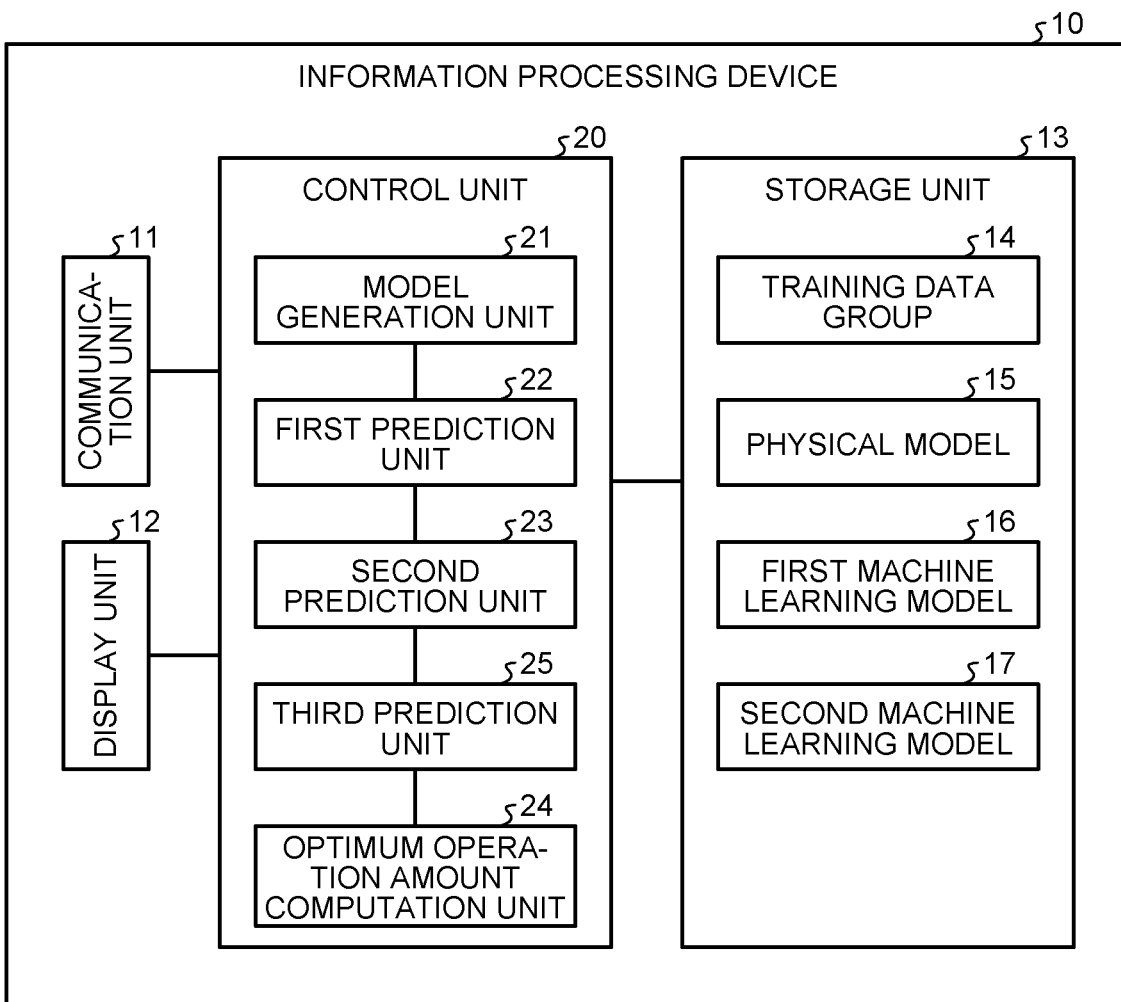 10
INFORMATION PROCESSING DEVICE
20
CONTROL UNIT
13
STORAGE UNIT
11
COMMUNICA-
TION UNIT
12
DISPLAY UNIT
21
MODEL
GENERATION UNIT
22
FIRST PREDICTION
UNIT
23
SECOND
PREDICTION UNIT
25
THIRD PREDICTION
UNIT
24
OPTIMUM OPERA-
TION AMOUNT
COMPUTATION UNIT
14
TRAINING DATA
GROUP
15
PHYSICAL MODEL
16
FIRST MACHINE
LEARNING MODEL
17
SECOND MACHINE
LEARNING MODEL